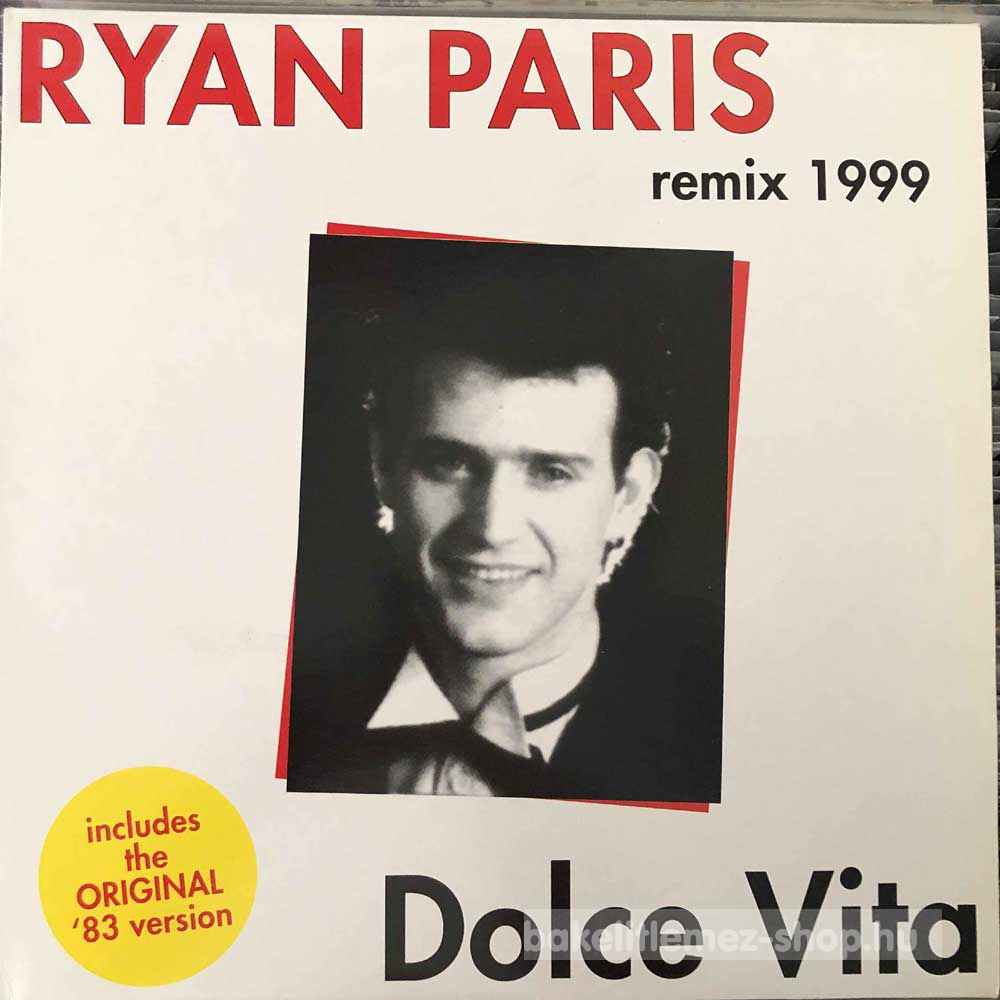 RYAN PARIS
remix 1999
includes
the
ORIGINAL
'83 version
Dolce Vita
bakelitlemez-shop.hu